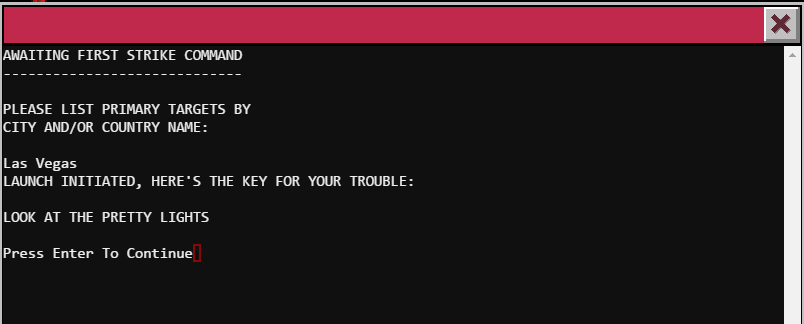 AWAITING FIRST STRIKE COMMAND
-----------------------------
PLEASE LIST PRIMARY TARGETS BY
CITY AND/OR COUNTRY NAME:
Las Vegas
LAUNCH INITIATED, HERE'S THE KEY FOR YOUR TROUBLE:
LOOK AT THE PRETTY LIGHTS
Press Enter To Continue